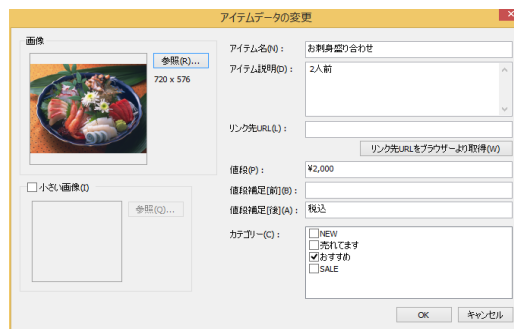 アイテムデータの変更
画像
参照(R)...
720 x 576
小さい画像(I)
参照(Q)...
アイテム名(N)：
お刺身盛り合わせ
アイテム説明(D)：
2人前
リンク先URL(L)：
リンク先URLをブラウザーより取得(W)
値段(P)：
¥2,000
値段補足[前](B)：
値段補足[後](A)：
税込
カテゴリー(C)：
NEW
売れてます
おすすめ
SALE
OK
キャンセル